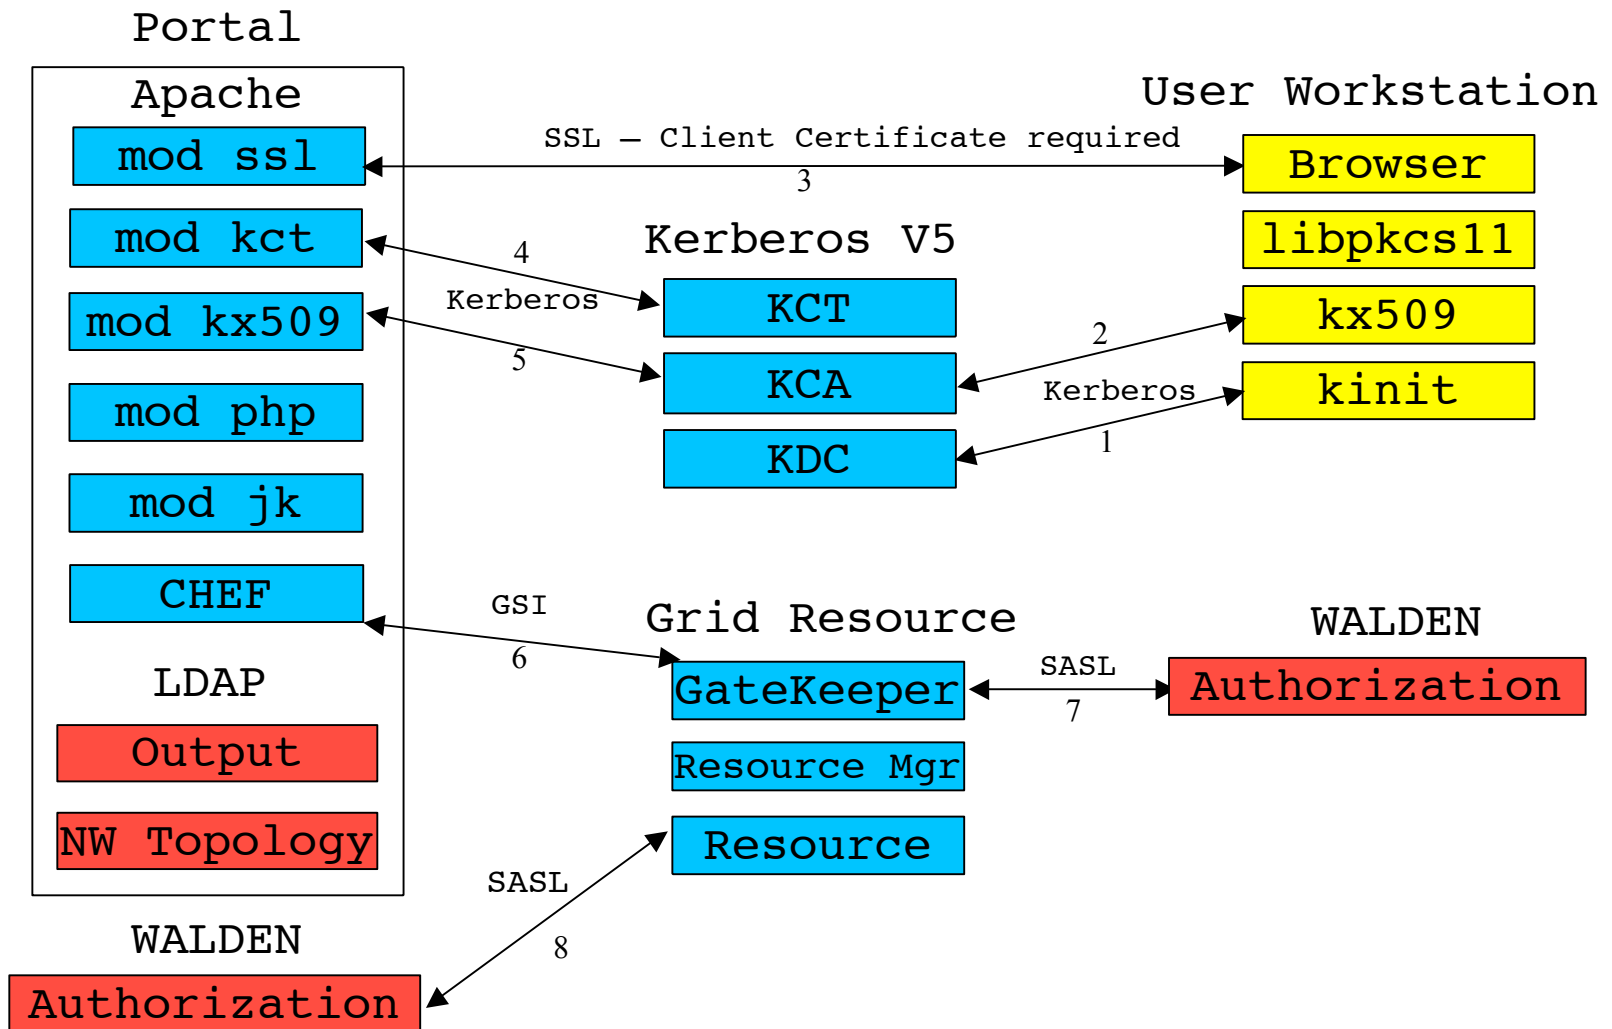 Portal
Apache
mod ssl
mod kct
mod kx509
mod php
mod jk
CHEF
LDAP
Output
NW Topology
WALDEN
Authorization
SSL – Client Certificate required
3
4
Kerberos
5
Kerberos V5
KCT
KCA
KDC
2
Kerberos
1
User Workstation
Browser
libpkcs11
kx509
kinit
GSI
6
Grid Resource
GateKeeper
Resource Mgr
Resource
SASL
7
WALDEN
Authorization
SASL
8